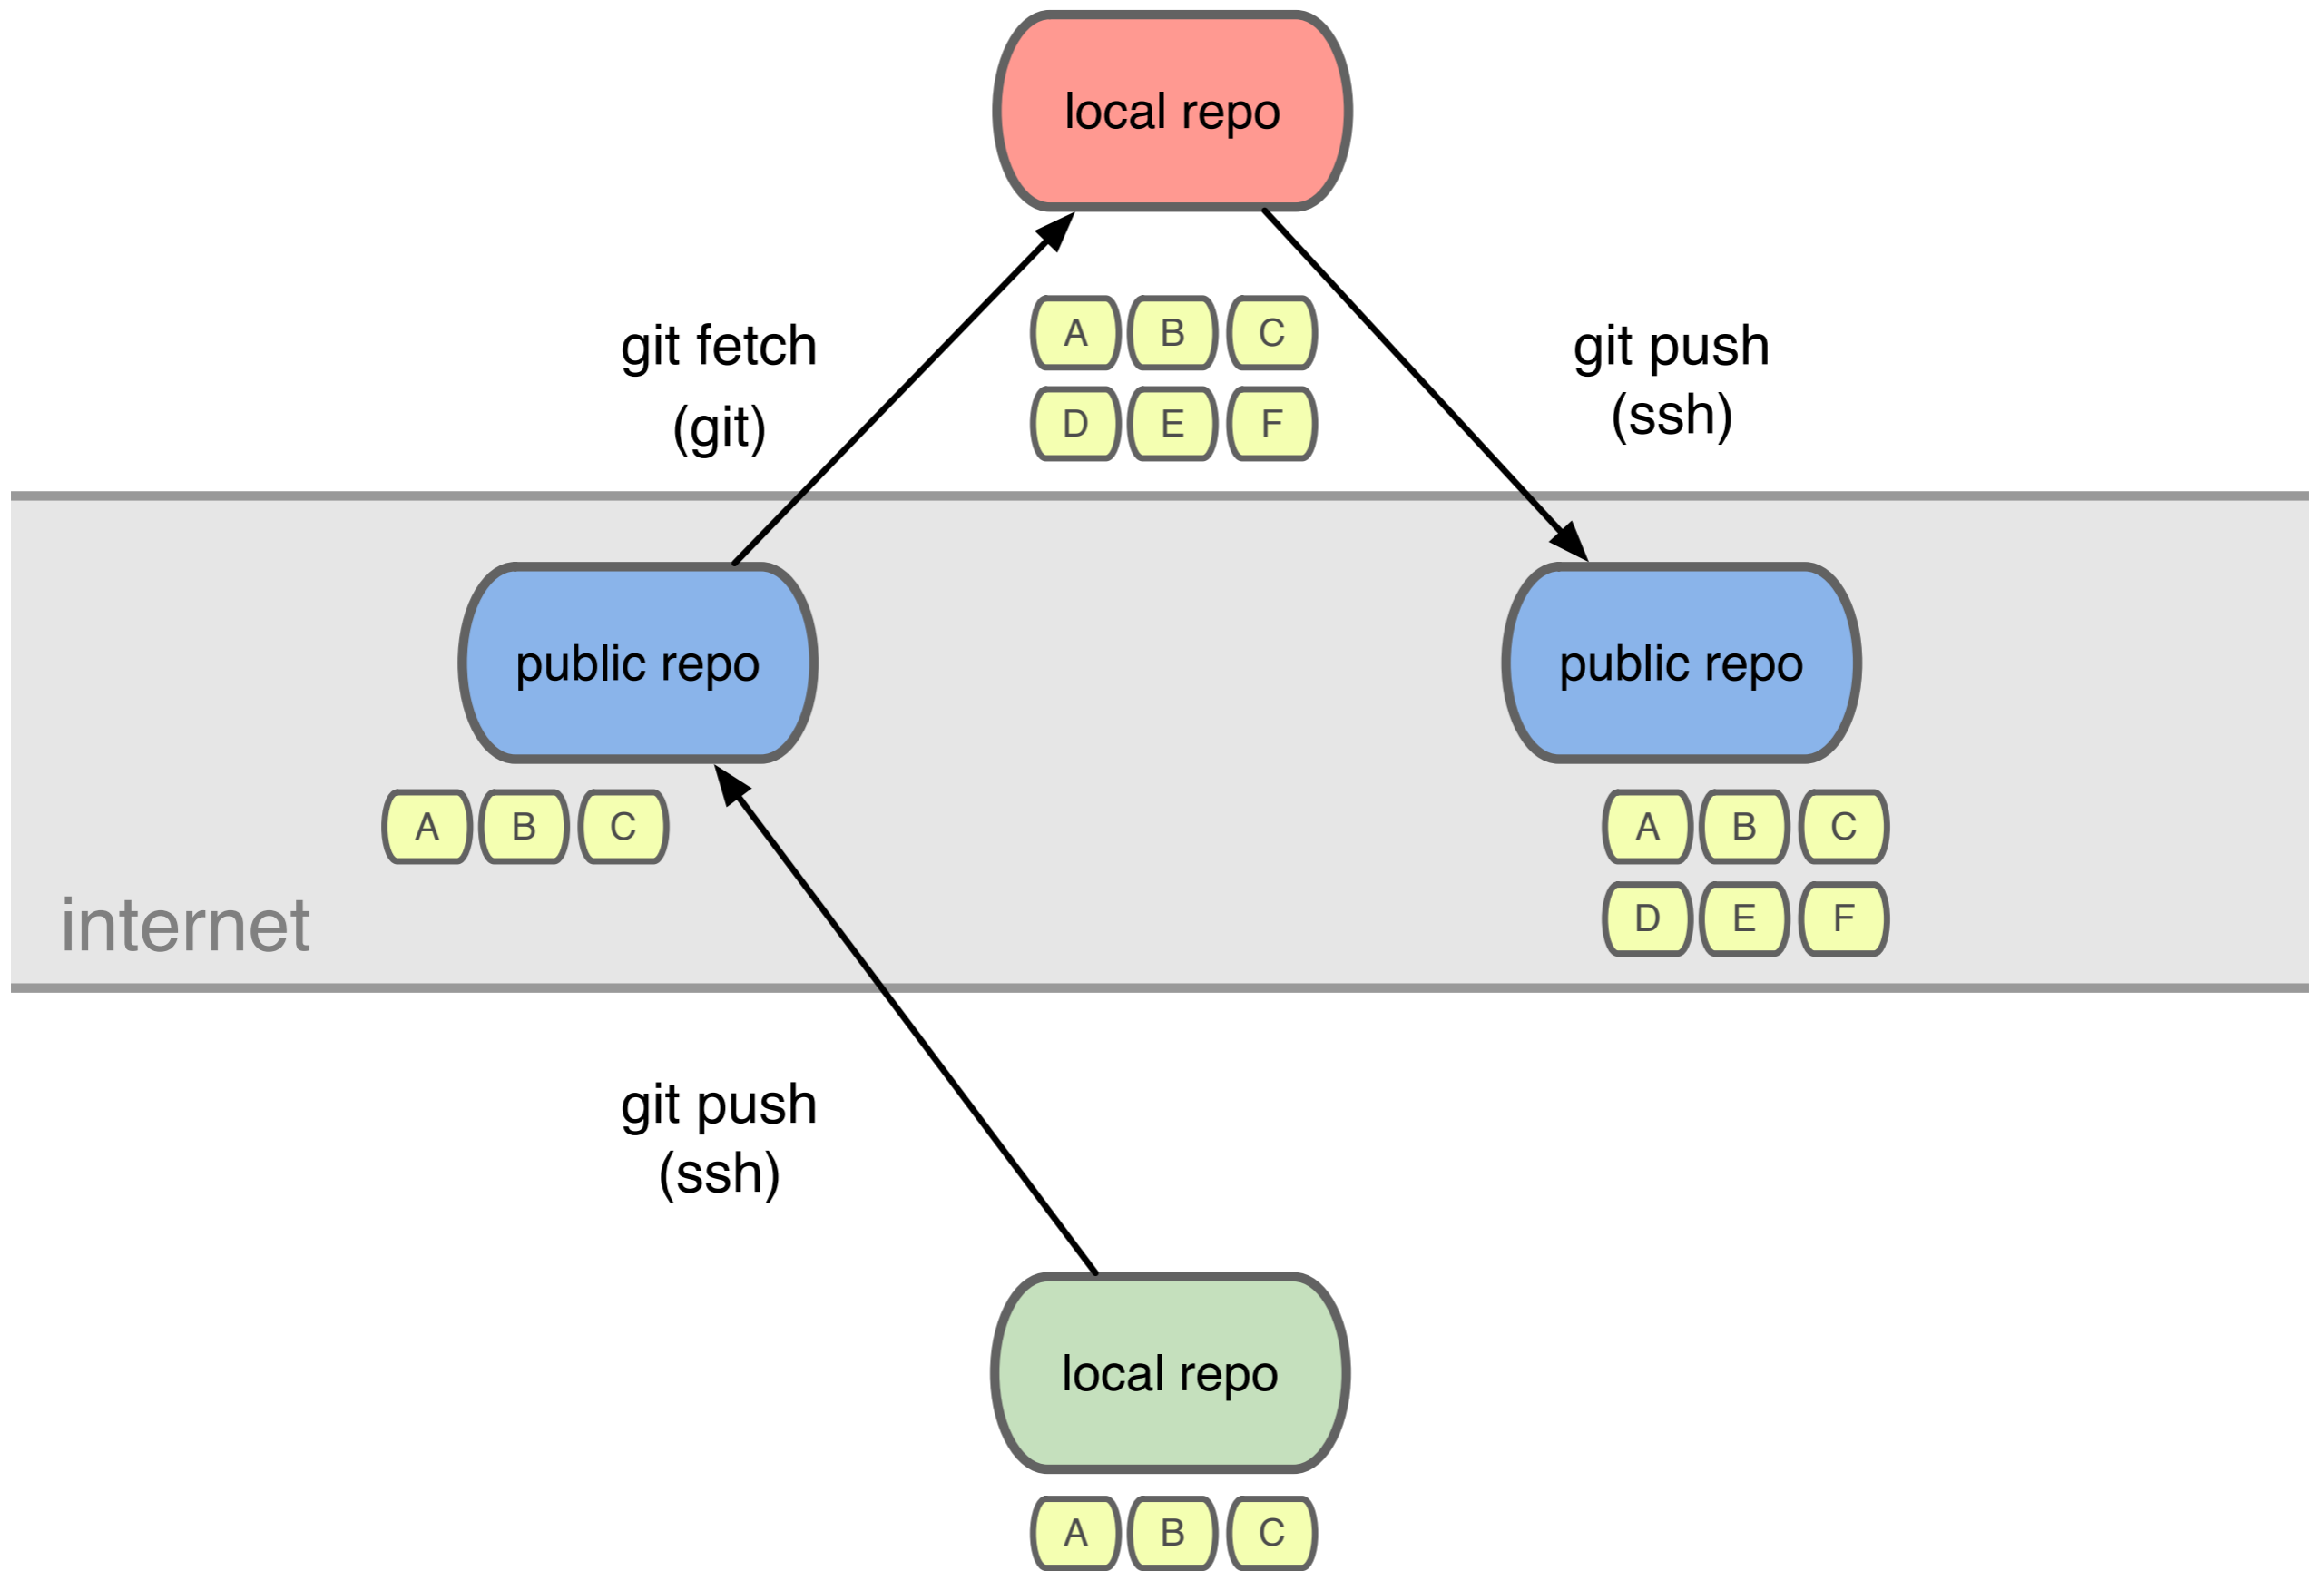 local repo
git fetch
(git)
A B C
D E F
git push
(ssh)
public repo
public repo
A B C
A B C
D E F
internet
git push
(ssh)
local repo
A B C